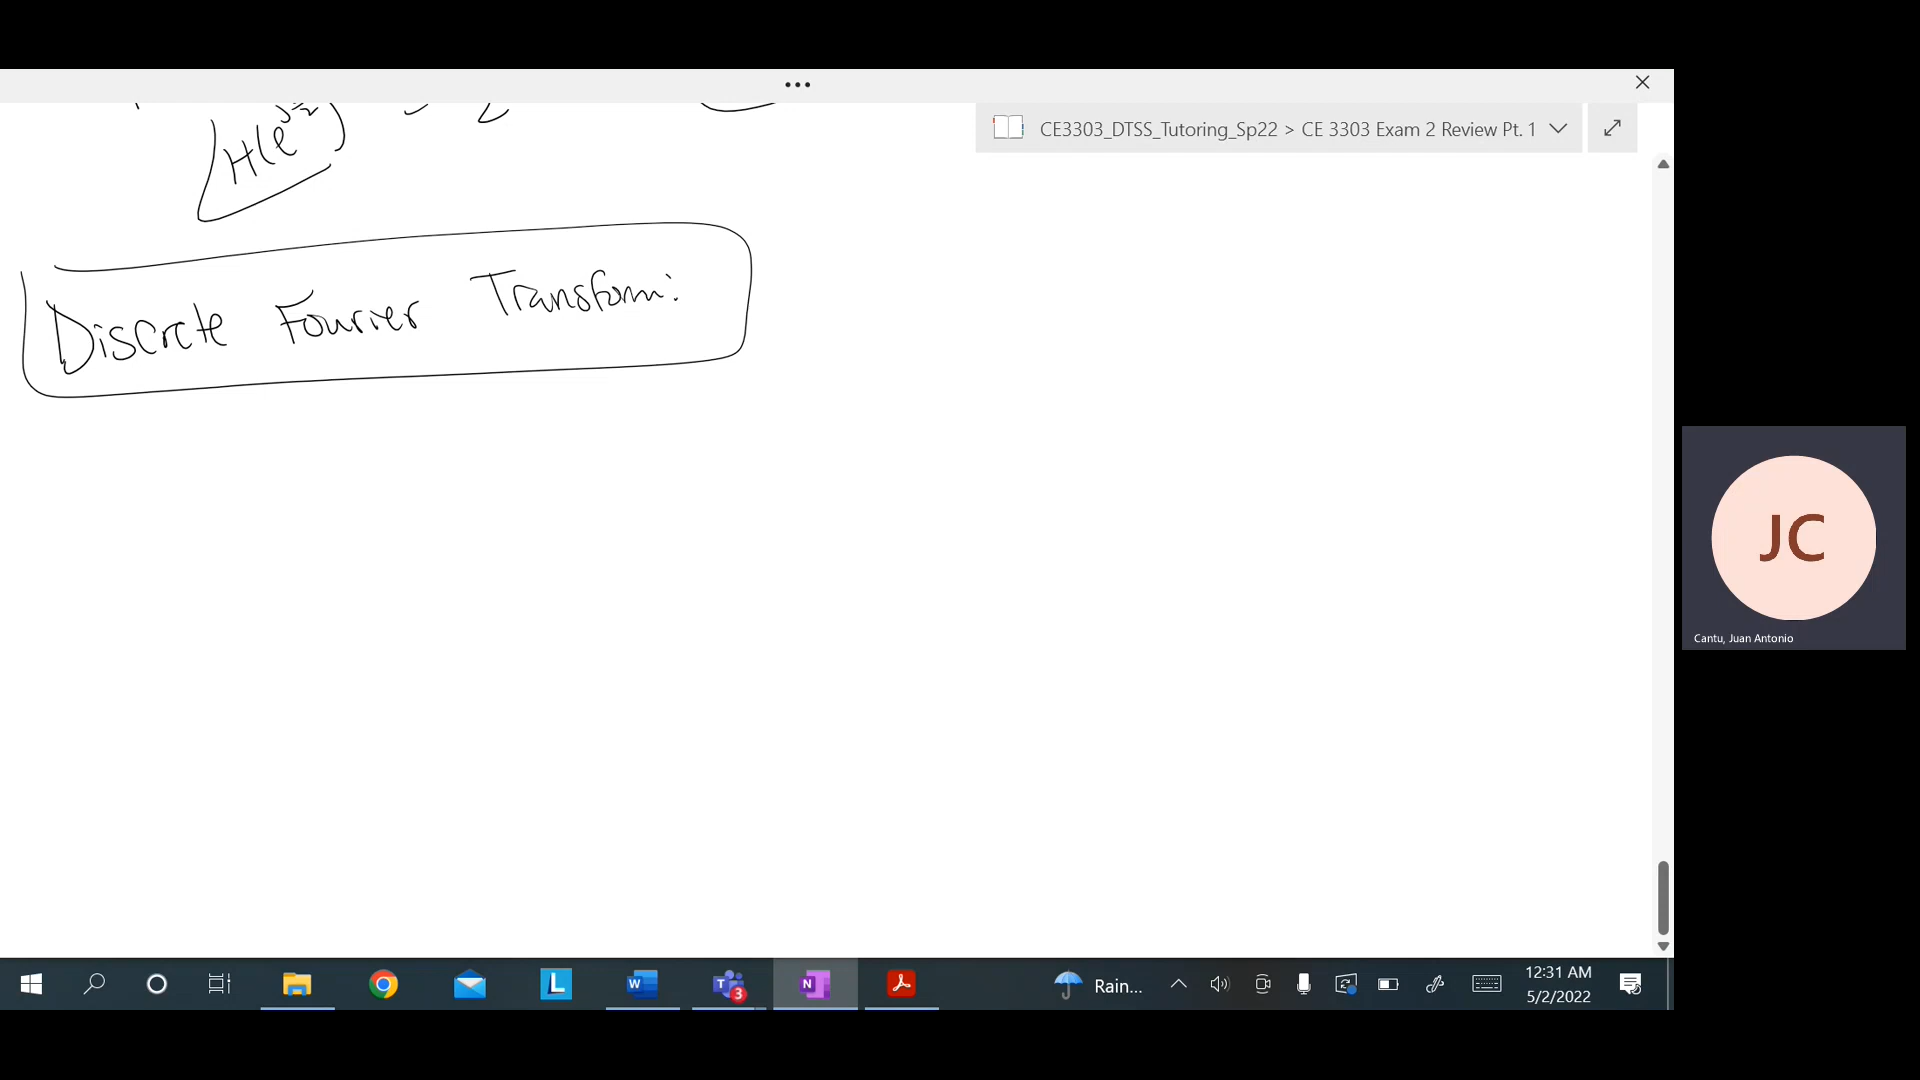 CE3303_DTSS_Tutoring_Sp22 > CE 3303 Exam 2 Review Pt. 1
H(e
Discrete Fourier Transform:
JC
Cantu, Juan Antonio
L
W
T
3
N
Rain...
12:31 AM
5/2/2022